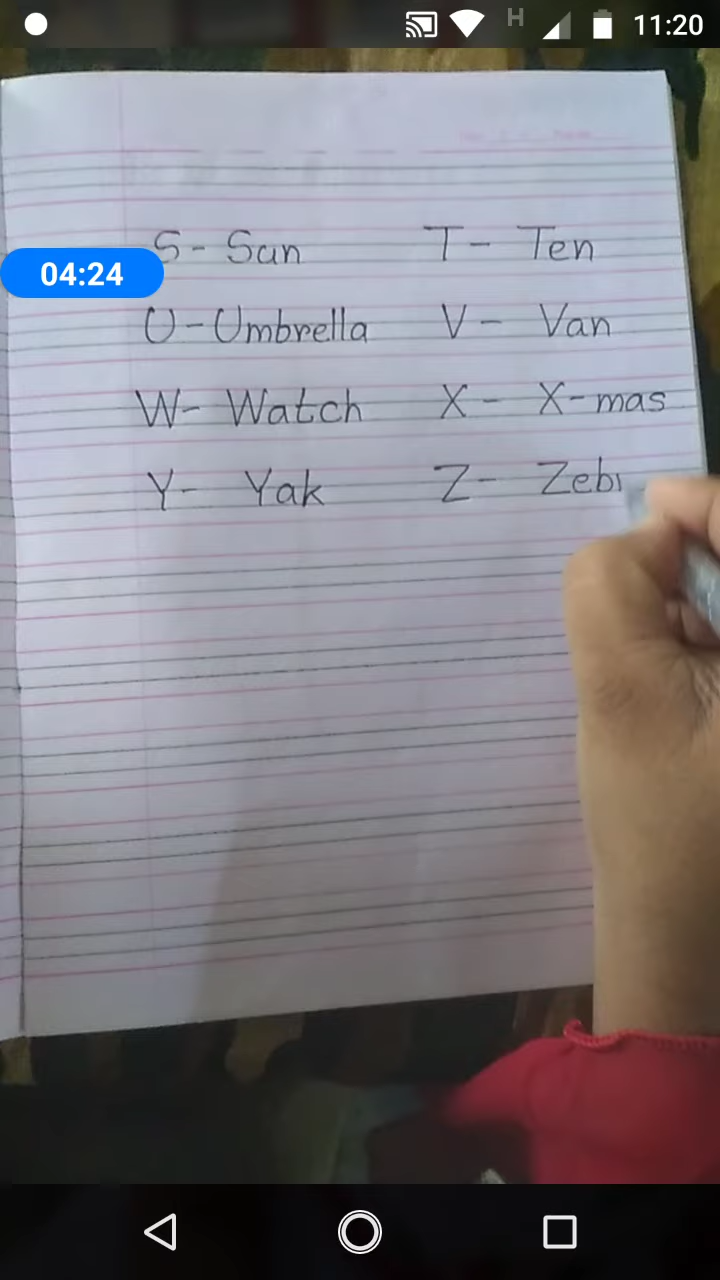 H 11:20
S - Sun T - Ten
04:24
U - Umbrella V - Van
W - Watch X - X-mas
Y - Yak Z - Zeb